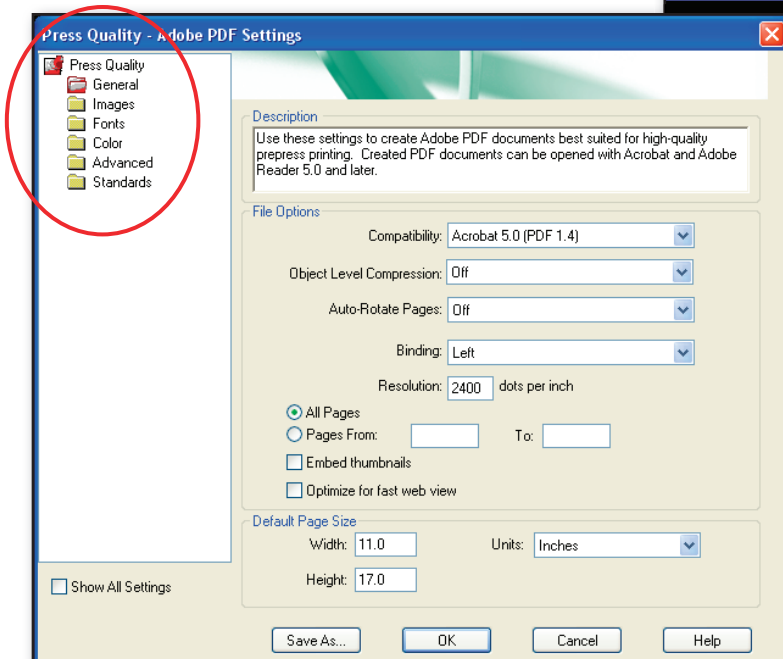 Press Quality - Adobe PDF Settings
Press Quality
General
Images
Fonts
Color
Advanced
Standards
Show All Settings
Description
Use these settings to create Adobe PDF documents best suited for high-quality
prepress printing.  Created PDF documents can be opened with Acrobat and Adobe
Reader 5.0 and later.
File Options
Compatibility: Acrobat 5.0 (PDF 1.4)
Object Level Compression: Off
Auto-Rotate Pages: Off
Binding: Left
Resolution: 2400 dots per inch
All Pages
Pages From: To:
Embed thumbnails
Optimize for fast web view
Default Page Size
Width: 11.0 Units: Inches
Height: 17.0
Save As... OK Cancel Help